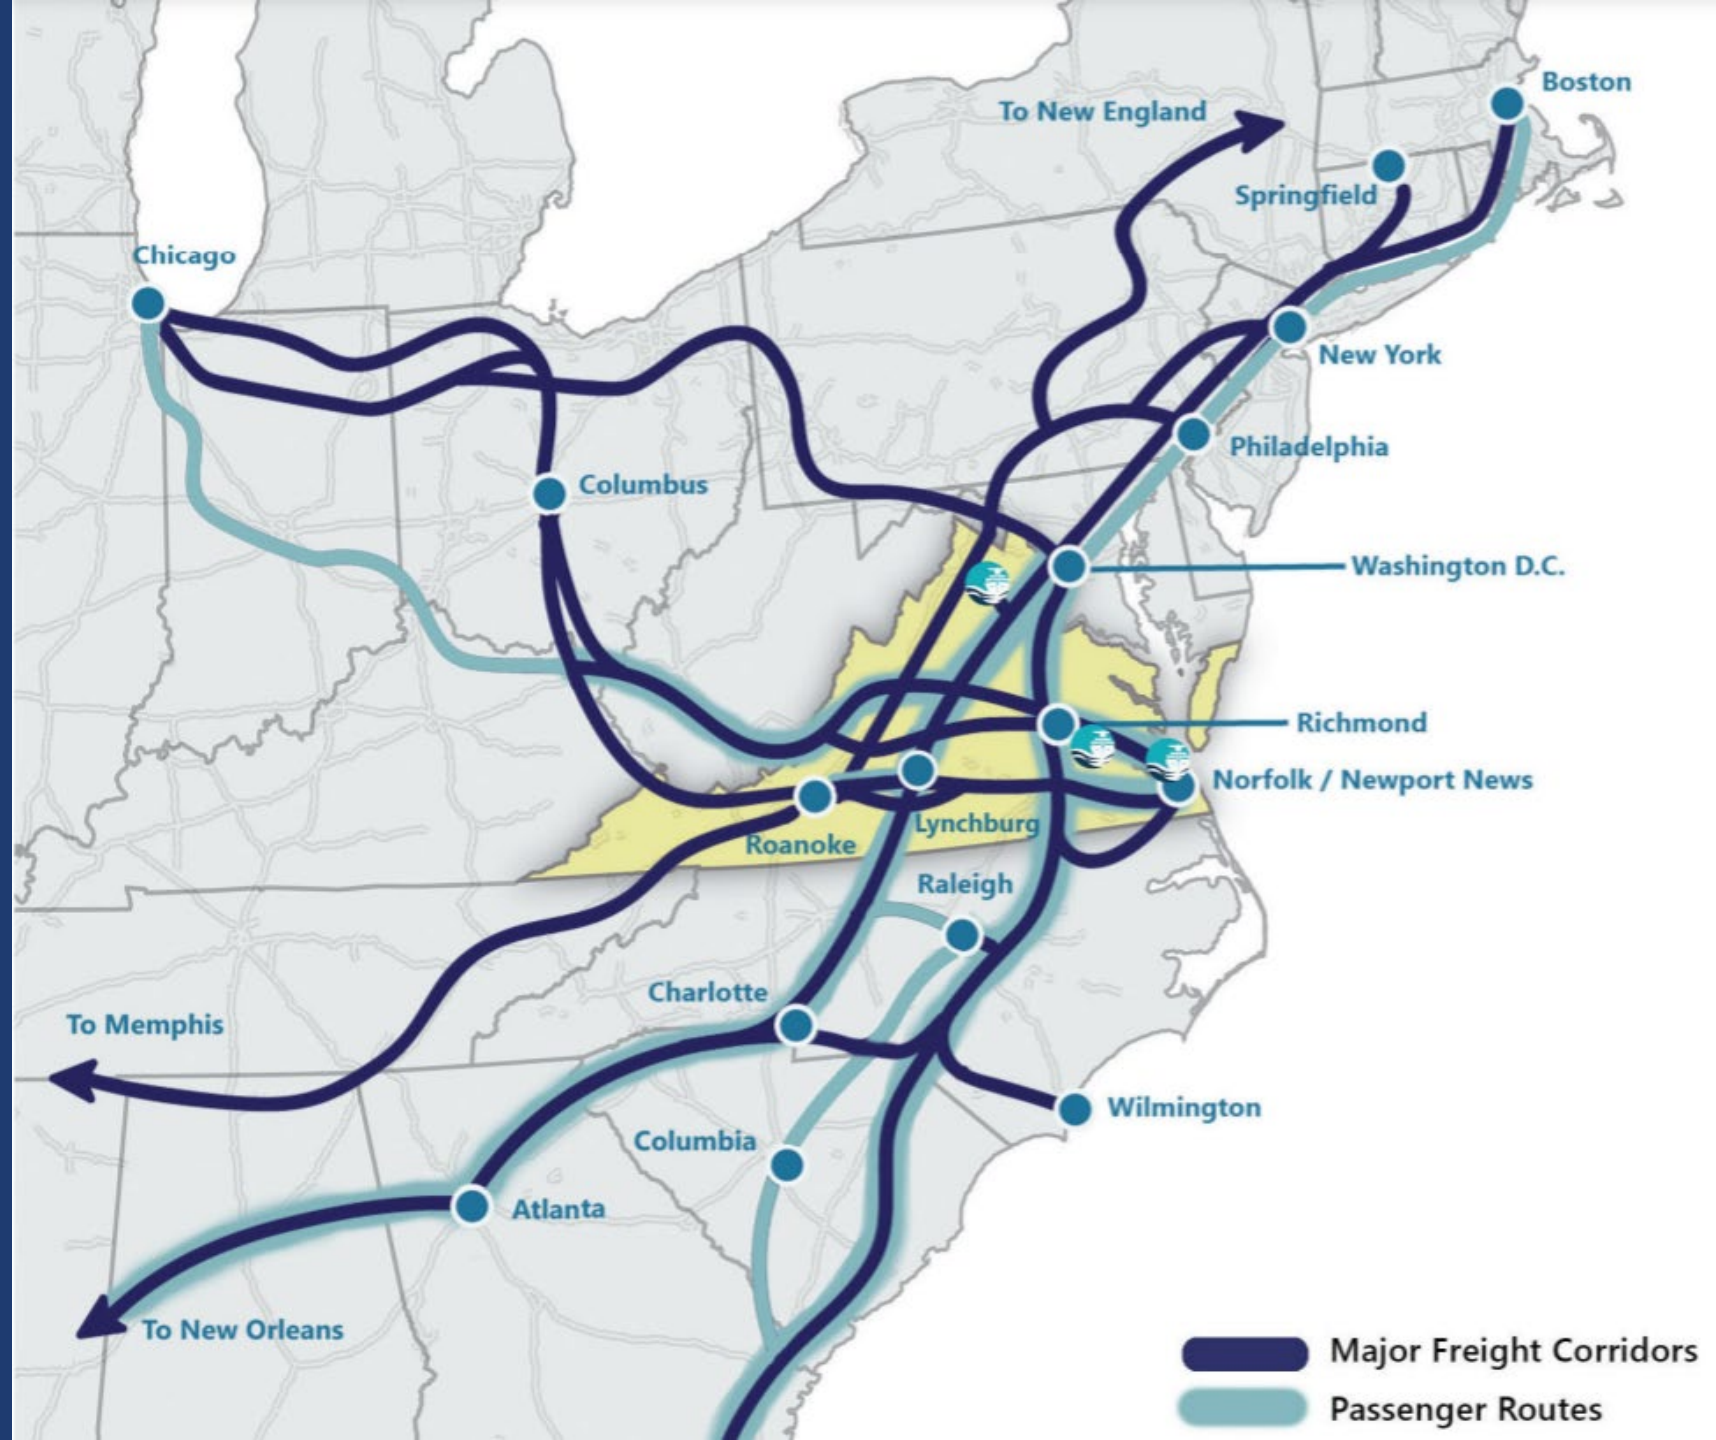 Boston
To New England
Springfield
Chicago
New York
Philadelphia
Columbus
Washington D.C.
Richmond
Norfolk / Newport News
Lynchburg
Roanoke
Raleigh
Charlotte
To Memphis
Wilmington
Columbia
Atlanta
To New Orleans
Major Freight Corridors
Passenger Routes